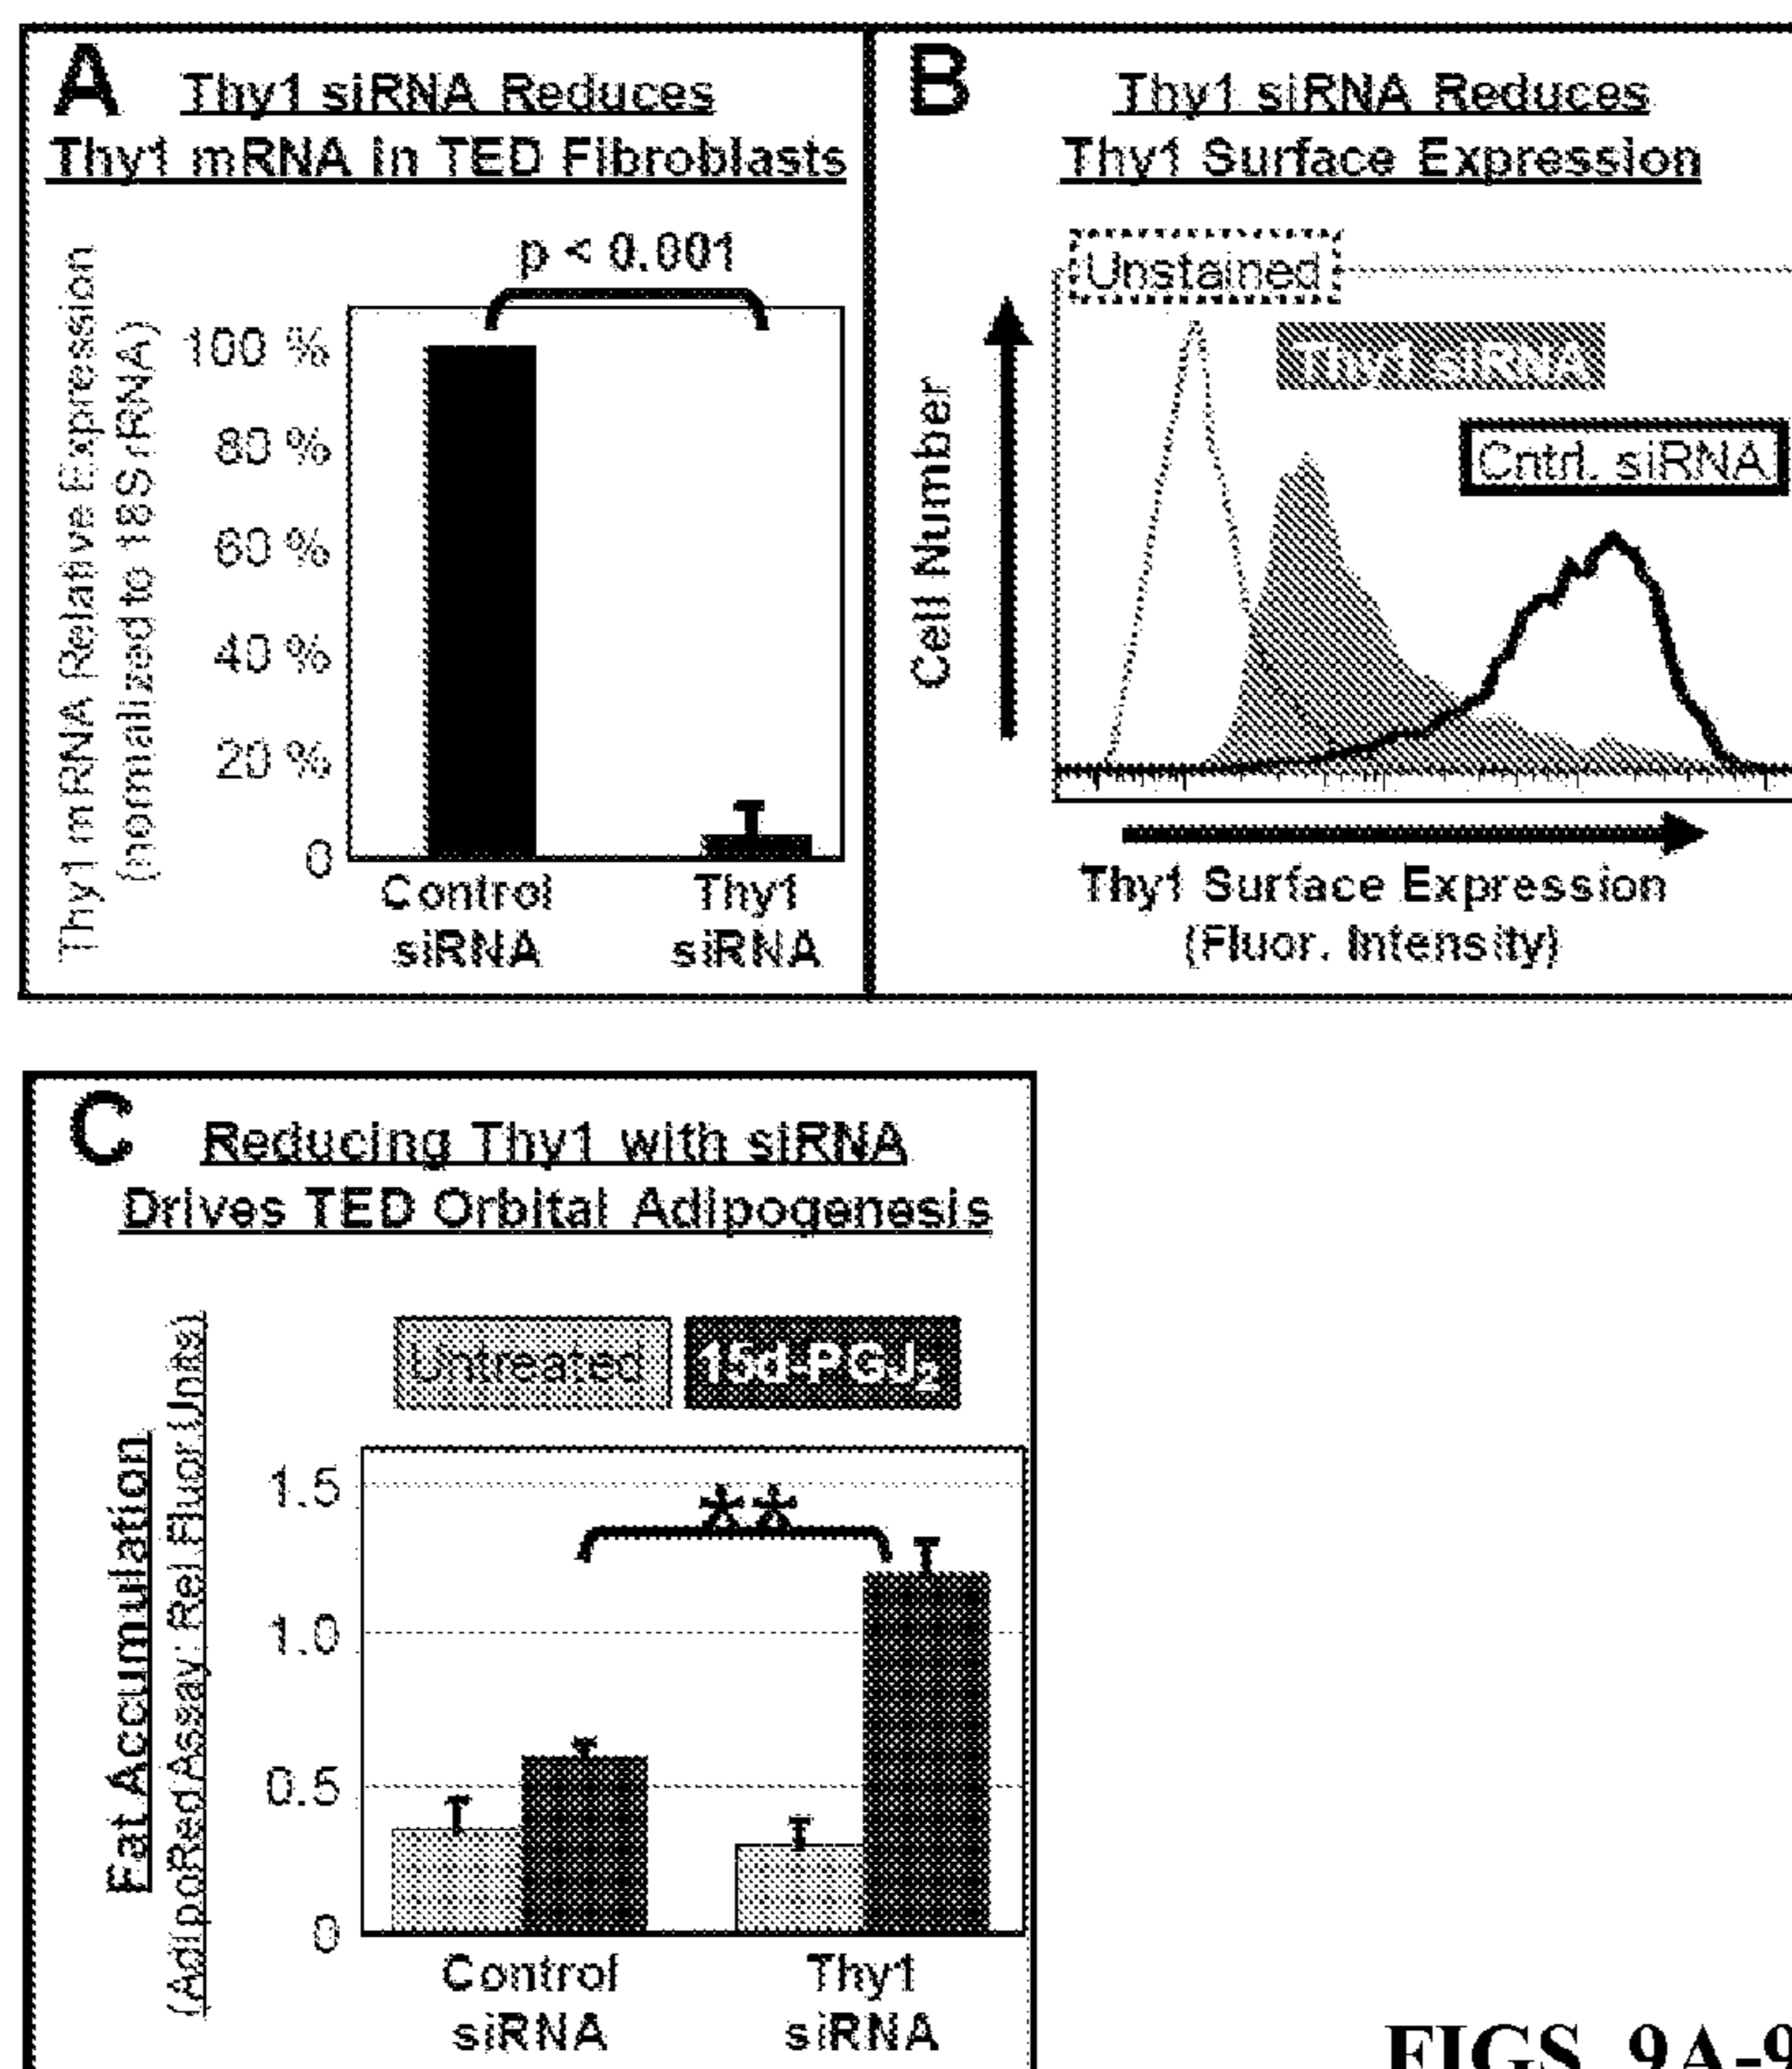 A Thy1 siRNA Reduces
Thy1 mRNA in TED Fibroblasts
p < 0.001
Thy1 mRNA Relative Expression
(normalized to 18S rRNA)
100 %
80 %
60 %
40 %
20 %
0
Control
siRNA
Thy1
siRNA
B Thy1 siRNA Reduces
Thy1 Surface Expression
Unstained
Thy1 siRNA
Cntrl. siRNA
Cell Number
Thy1 Surface Expression
(Fluor. Intensity)
C Reducing Thy1 with siRNA
Drives TED Orbital Adipogenesis
Untreated
15d-PGJ₂
Fat Accumulation
(AdipoRed Assay: Rel Fluor Units)
1.5
1.0
0.5
0
**
Control
siRNA
Thy1
siRNA
FIGS. 9A-9